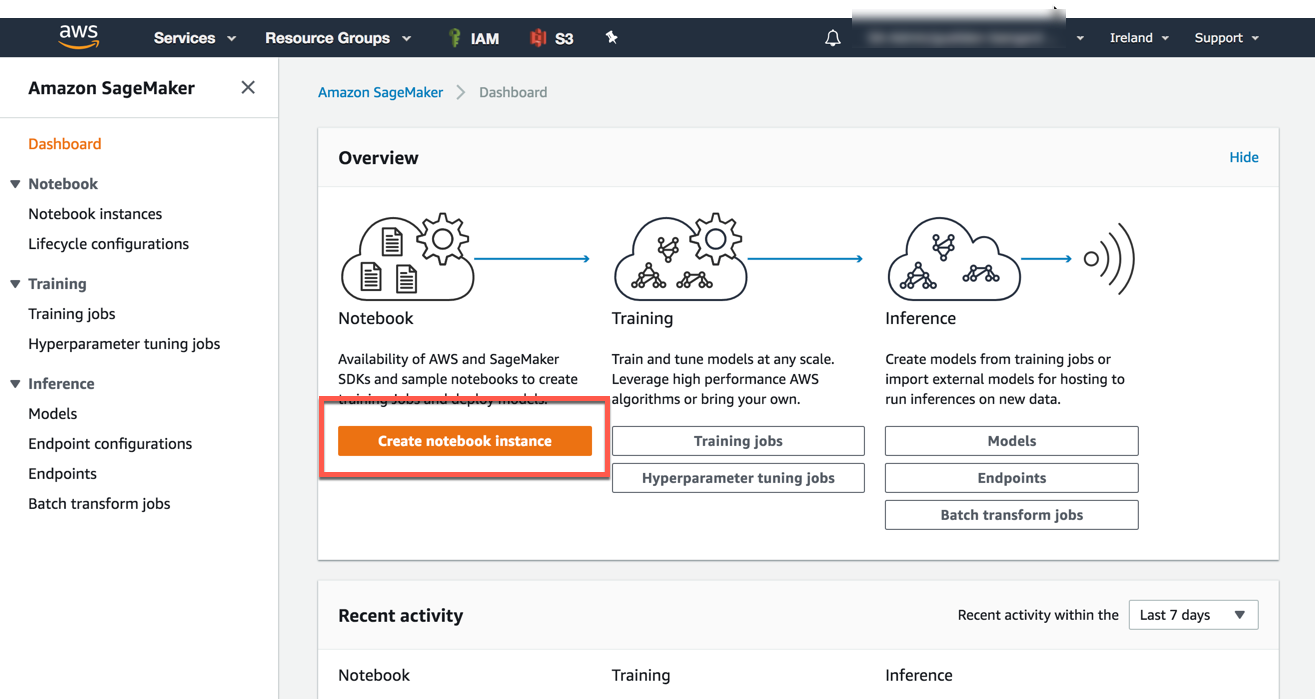 aws
Services
Resource Groups
IAM
S3
Ireland
Support
Amazon SageMaker
Dashboard
Notebook
Notebook instances
Lifecycle configurations
Training
Training jobs
Hyperparameter tuning jobs
Inference
Models
Endpoint configurations
Endpoints
Batch transform jobs
Amazon SageMaker
Dashboard
Overview
Hide
Notebook
Availability of AWS and SageMaker
SDKs and sample notebooks to create
training jobs and deploy models.
Create notebook instance
Training
Train and tune models at any scale.
Leverage high performance AWS
algorithms or bring your own.
Training jobs
Hyperparameter tuning jobs
Inference
Create models from training jobs or
import external models for hosting to
run inferences on new data.
Models
Endpoints
Batch transform jobs
Recent activity
Recent activity within the
Last 7 days
Notebook
Training
Inference